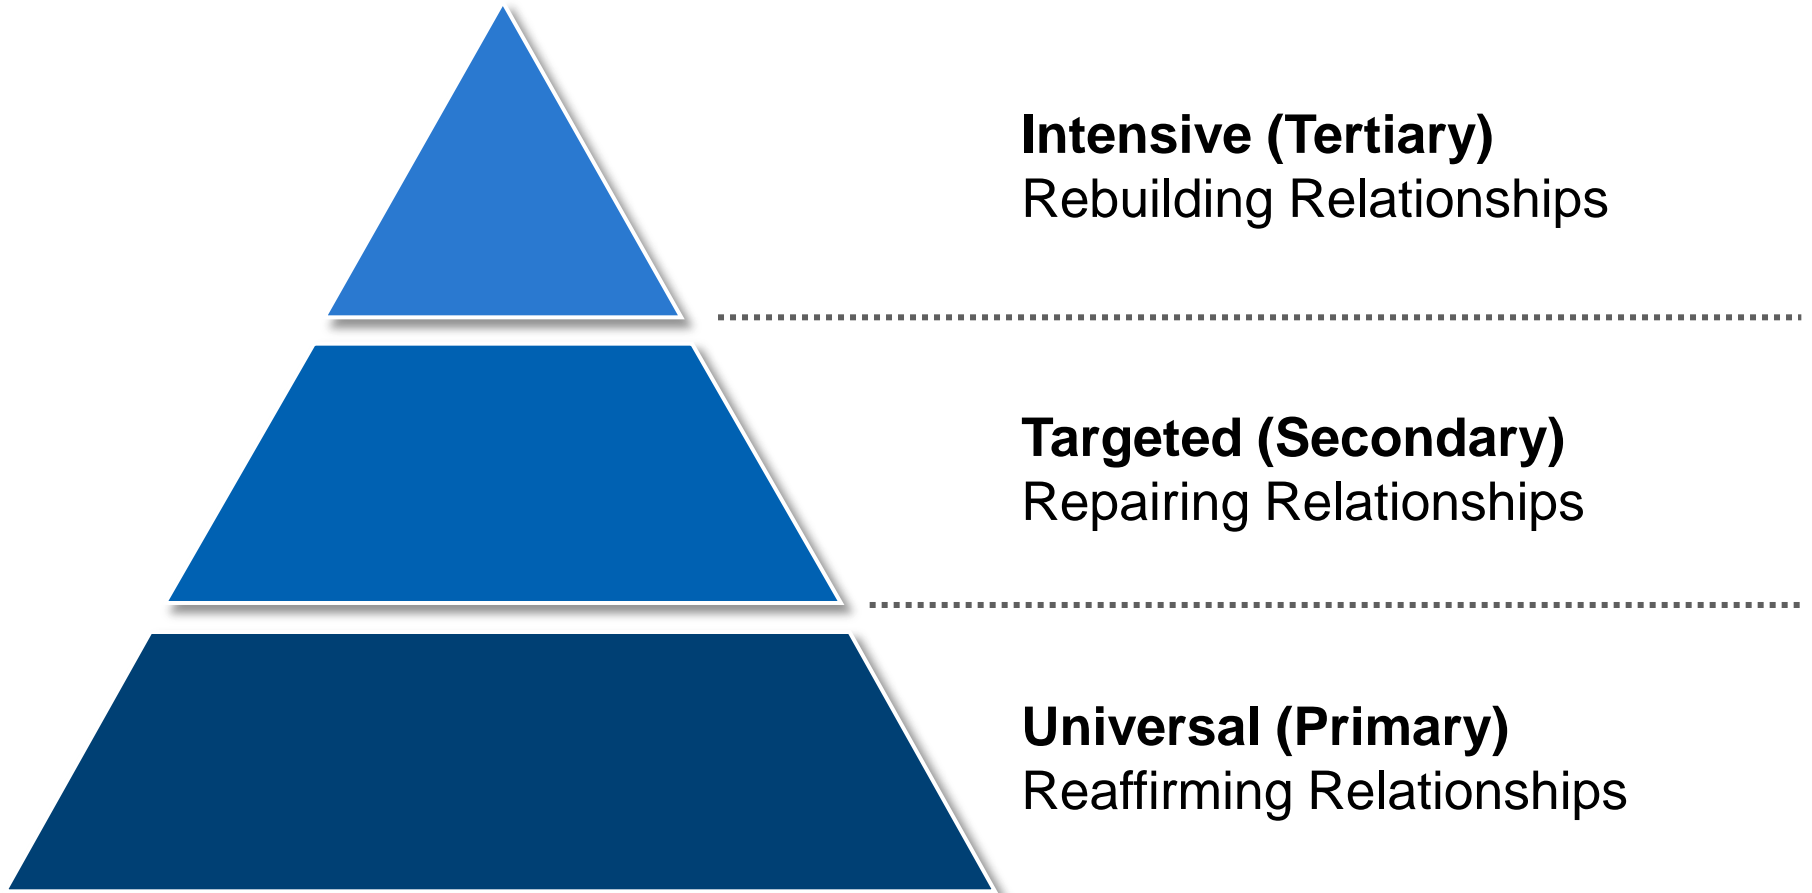 Intensive (Tertiary)
Rebuilding Relationships
Targeted (Secondary)
Repairing Relationships
Universal (Primary)
Reaffirming Relationships